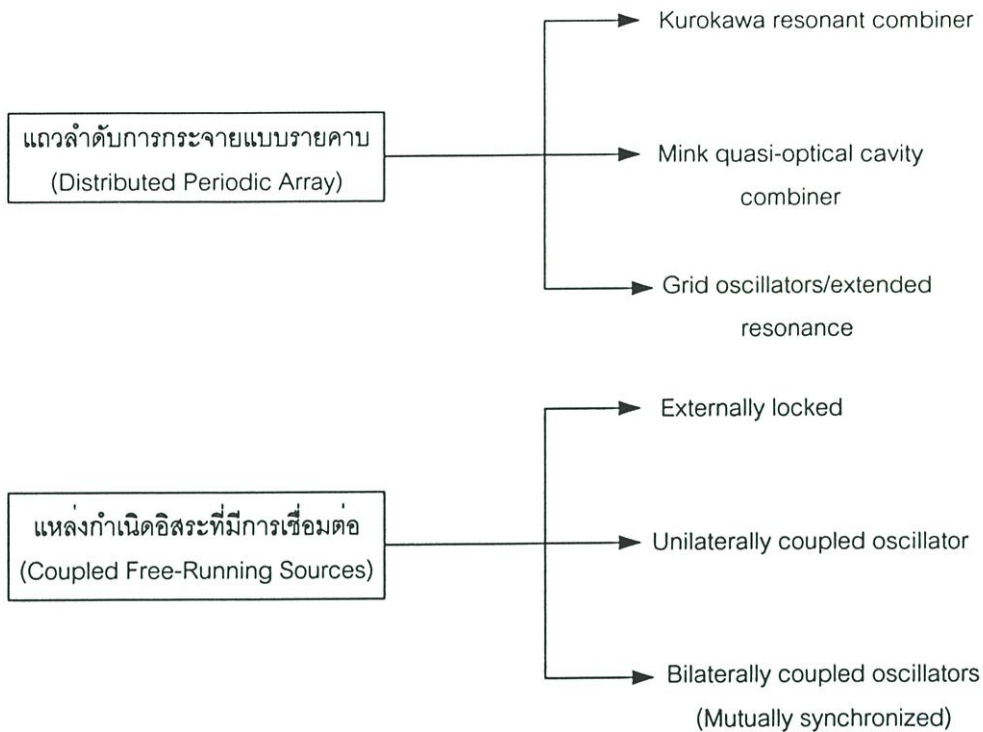 Kurokawa resonant combiner
แถวลำดับการกระจายแบบรายคาบ
(Distributed Periodic Array)
Mink quasi-optical cavity
combiner
Grid oscillators/extended
resonance
Externally locked
แหล่งกำเนิดอิสระที่มีการเชื่อมต่อ
(Coupled Free-Running Sources)
Unilaterally coupled oscillator
Bilaterally coupled oscillators
(Mutually synchronized)